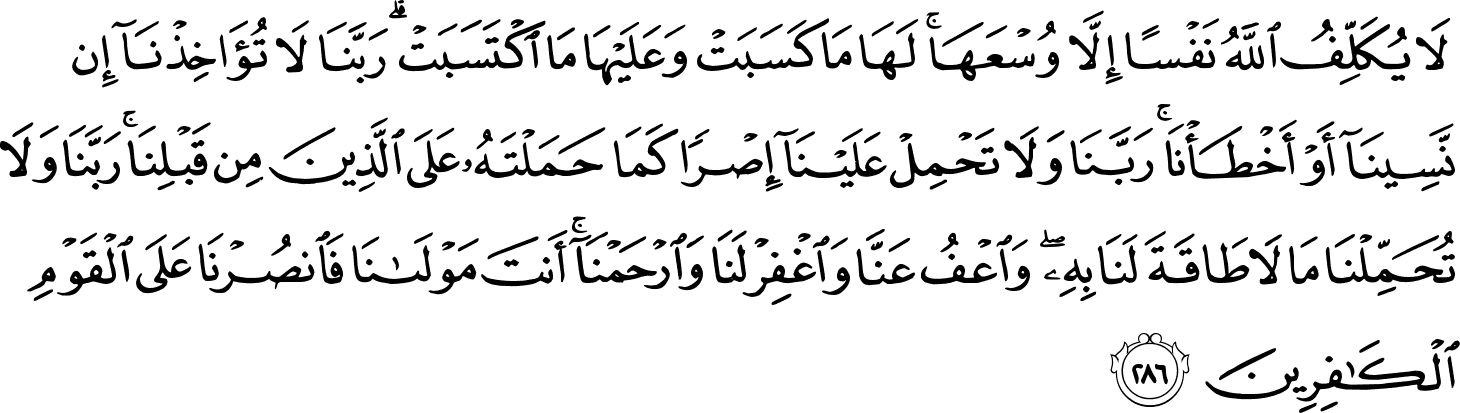 لَا يُكَلِّفُ ٱللَّهُ نَفۡسًا إِلَّا وُسۡعَهَاۚ لَهَا مَا كَسَبَتۡ وَعَلَيۡهَا مَا ٱكۡتَسَبَتۡۗ رَبَّنَا لَا تُؤَاخِذۡنَآ إِن
نَّسِينَآ أَوۡ أَخۡطَأۡنَاۚ رَبَّنَا وَلَا تَحۡمِلۡ عَلَيۡنَآ إِصۡرٗا كَمَا حَمَلۡتَهُۥ عَلَى ٱلَّذِينَ مِن قَبۡلِنَاۚ رَبَّنَا وَلَا
تُحَمِّلۡنَا مَا لَا طَاقَةَ لَنَا بِهِۦۖ وَٱعۡفُ عَنَّا وَٱغۡفِرۡ لَنَا وَٱرۡحَمۡنَآۚ أَنتَ مَوۡلَىٰنَا فَٱنصُرۡنَا عَلَى ٱلۡقَوۡمِ
ٱلۡكَٰفِرِينَ ٢٨٦